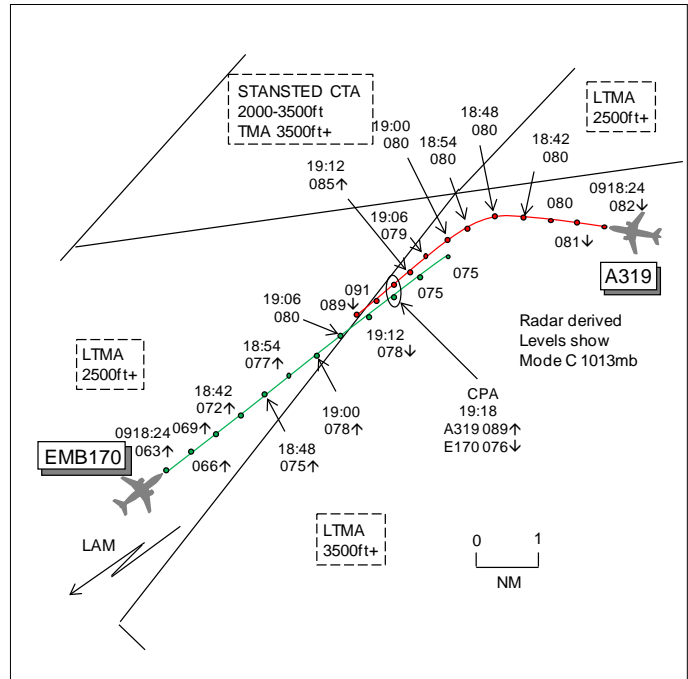 STANSTED CTA
2000-3500ft
TMA 3500ft+
LTMA
2500ft+
18:48
080
19:00
080
18:54
080
18:42
080
19:12
085↑
19:06
079
080
0918:24
082↓
081↓
A319
075
075
091
089↓
19:06
080
19:12
078↓
Radar derived
Levels show
Mode C 1013mb
LTMA
2500ft+
18:54
077↑
18:42
072↑
19:00
078↑
CPA
19:18
A319 089↑
E170 076↓
0918:24
063↑
069↑
066↑
18:48
075↑
EMB170
LTMA
3500ft+
LAM
0 1
NM